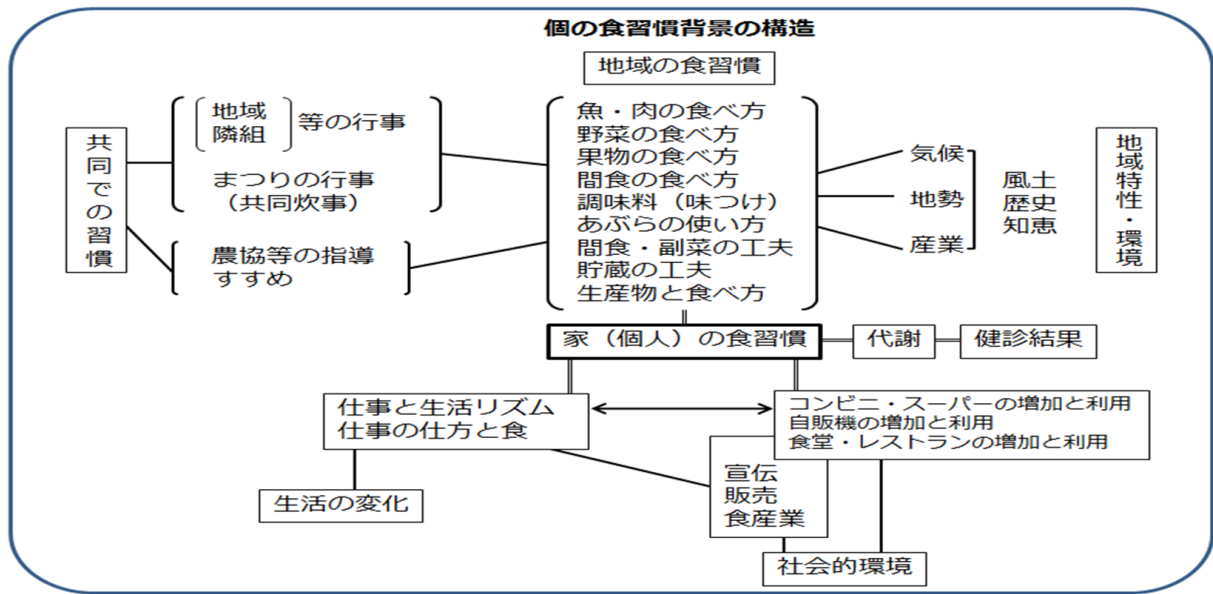 個の食習慣背景の構造
地域の食習慣
共同での習慣
地域
隣組
等の行事
まつりの行事
（共同炊事）
農協等の指導
すすめ
魚・肉の食べ方
野菜の食べ方
果物の食べ方
間食の食べ方
調味料（味つけ）
あぶらの使い方
間食・副菜の工夫
貯蔵の工夫
生産物と食べ方
気候
地勢
産業
風土
歴史
知恵
地域特性・環境
家（個人）の食習慣
代謝
健診結果
仕事と生活リズム
仕事の仕方と食
コンビニ・スーパーの増加と利用
自販機の増加と利用
食堂・レストランの増加と利用
宣伝
販売
食産業
生活の変化
社会的環境